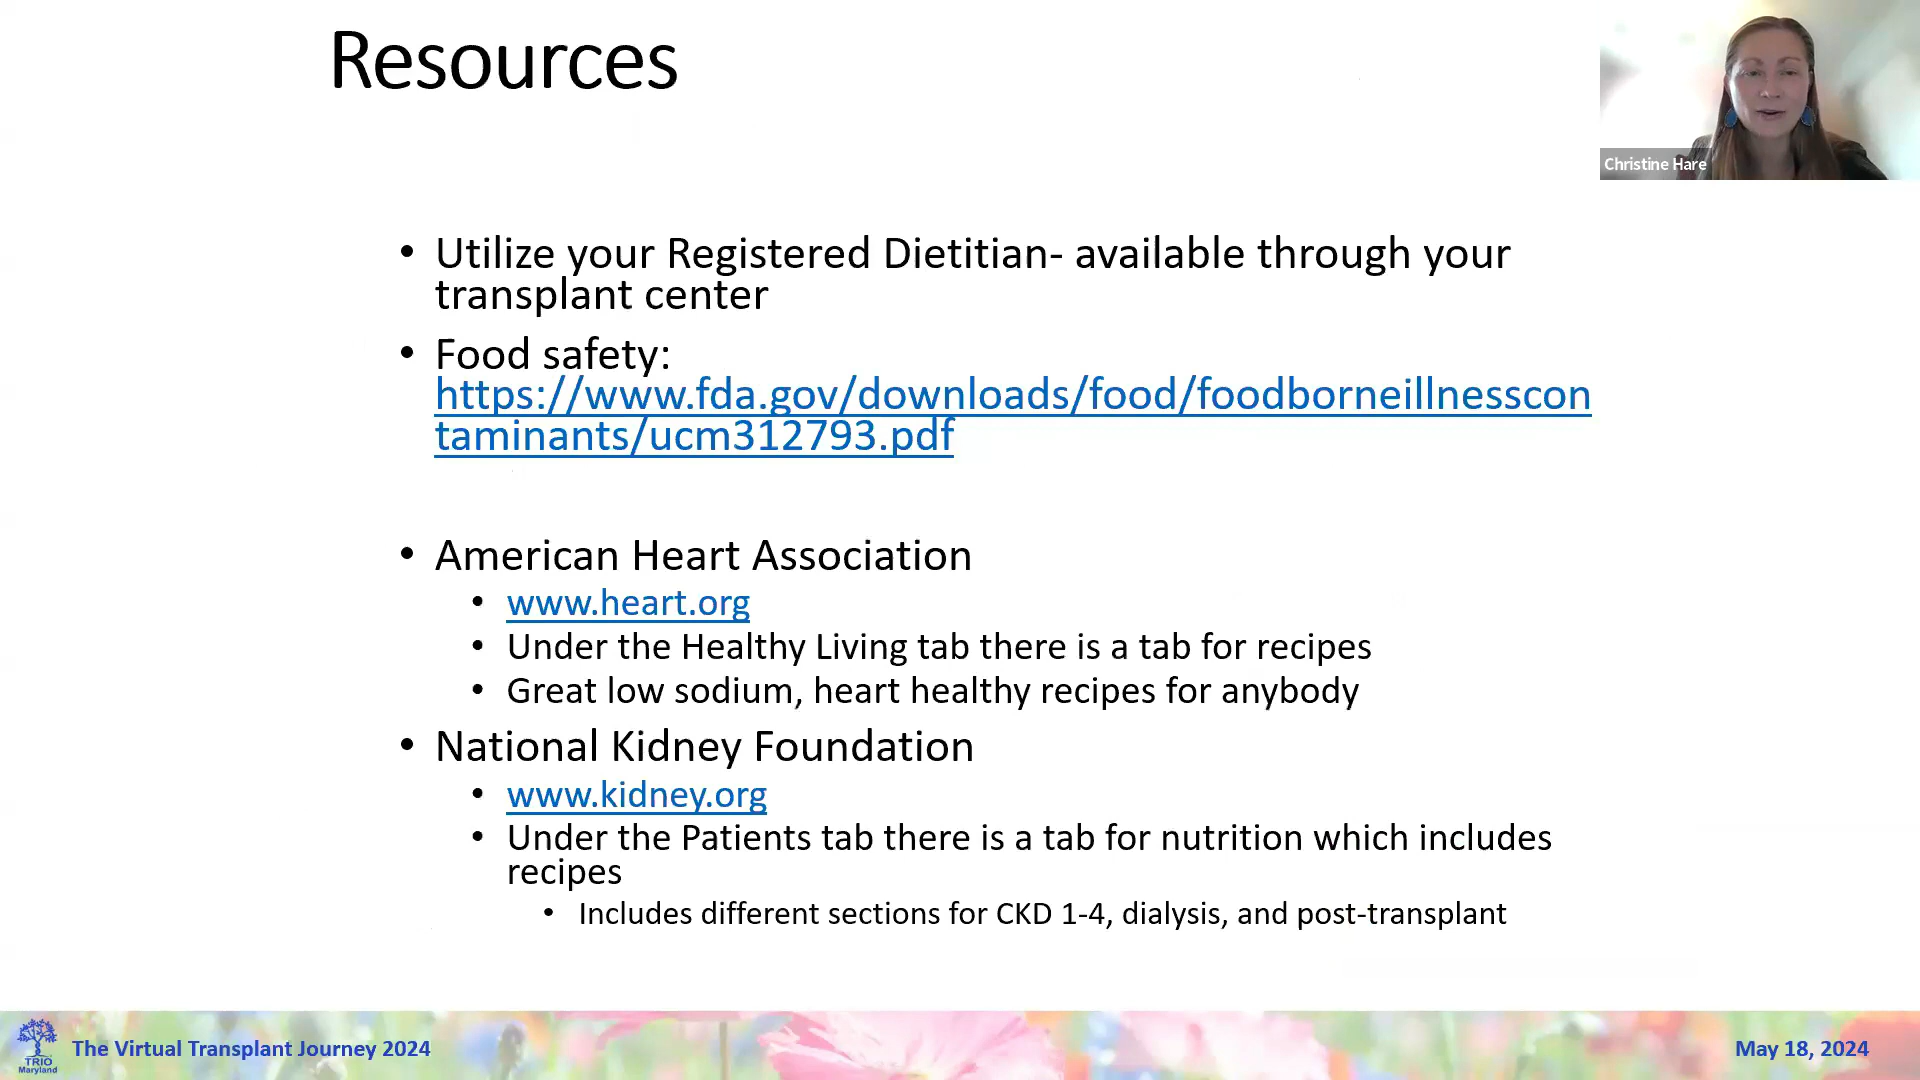 Resources
Christine Hare
• Utilize your Registered Dietitian- available through your
transplant center
• Food safety:
https://www.fda.gov/downloads/food/foodborneillnesscon
taminants/ucm312793.pdf
• American Heart Association
• www.heart.org
• Under the Healthy Living tab there is a tab for recipes
• Great low sodium, heart healthy recipes for anybody
• National Kidney Foundation
• www.kidney.org
• Under the Patients tab there is a tab for nutrition which includes
recipes
• Includes different sections for CKD 1-4, dialysis, and post-transplant
TRIO
Maryland
The Virtual Transplant Journey 2024
May 18, 2024